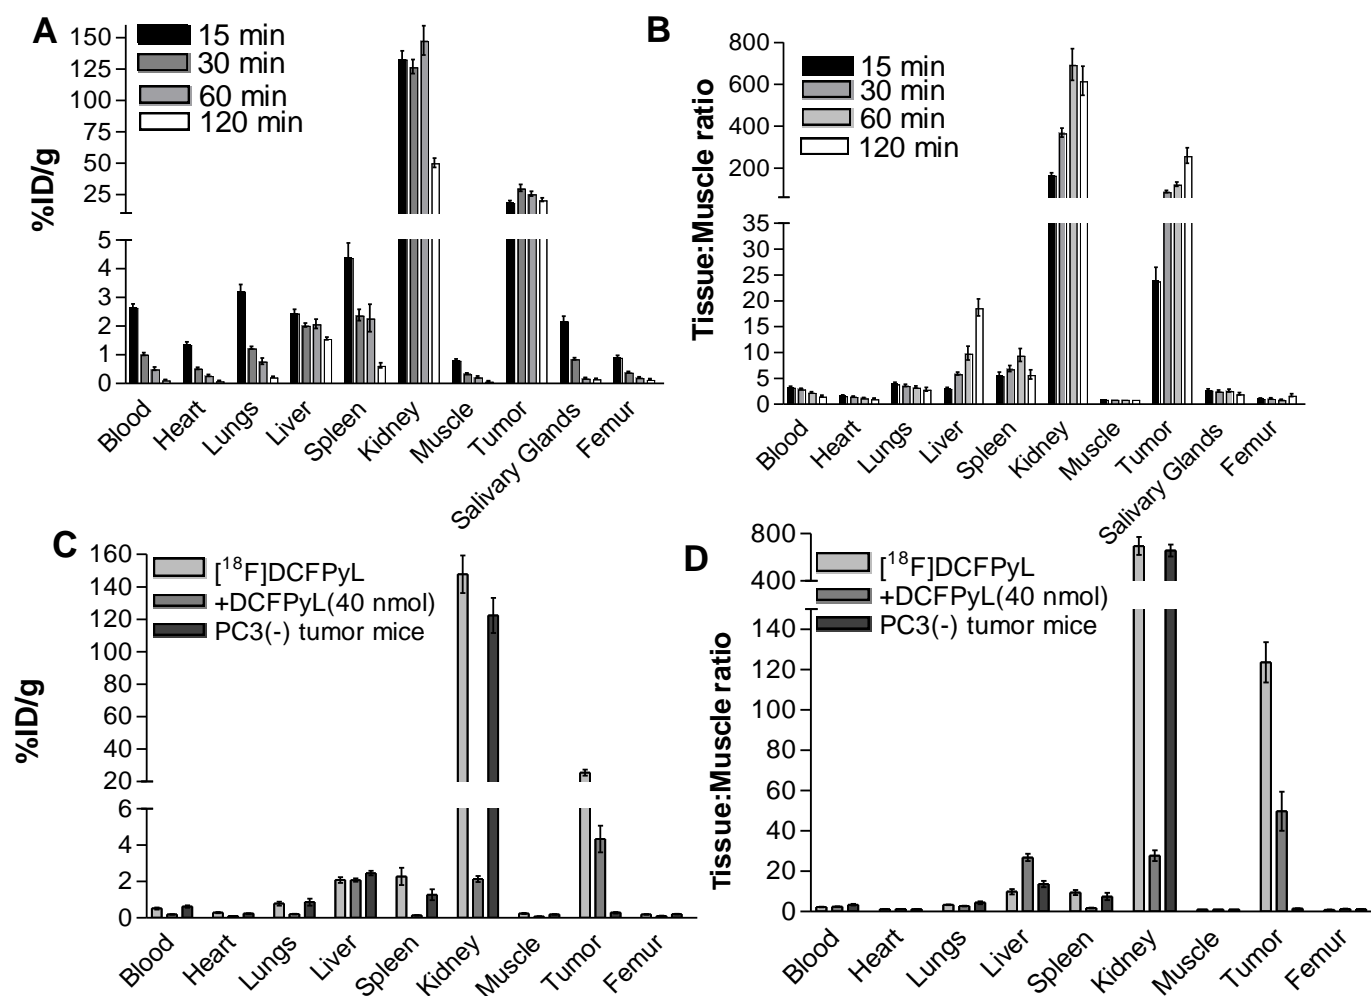 A
%ID/g
150
125
100
75
50
25
5
4
3
2
1
0
15 min
30 min
60 min
120 min
Blood
Heart
Lungs
Liver
Spleen
Kidney
Muscle
Tumor
Salivary Glands
Femur
B
Tissue:Muscle ratio
800
600
400
200
35
30
25
20
15
10
5
0
15 min
30 min
60 min
120 min
Blood
Heart
Lungs
Liver
Spleen
Kidney
Muscle
Tumor
Salivary Glands
Femur
C
%ID/g
160
140
120
100
80
60
40
20
6
4
2
0
[18F]DCFPyL
+DCFPyL(40 nmol)
PC3(-) tumor mice
Blood
Heart
Lungs
Liver
Spleen
Kidney
Muscle
Tumor
Femur
D
Tissue:Muscle ratio
800
400
140
120
100
80
60
40
20
0
[18F]DCFPyL
+DCFPyL(40 nmol)
PC3(-) tumor mice
Blood
Heart
Lungs
Liver
Spleen
Kidney
Muscle
Tumor
Femur